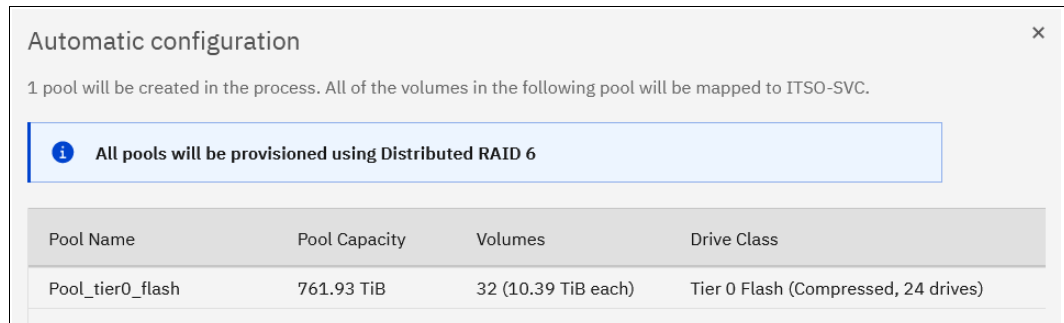 Automatic configuration
1 pool will be created in the process. All of the volumes in the following pool will be mapped to ITSO-SVC.
All pools will be provisioned using Distributed RAID 6
Pool Name Pool Capacity Volumes Drive Class
Pool_tier0_flash 761.93 TiB 32 (10.39 TiB each) Tier 0 Flash (Compressed, 24 drives)